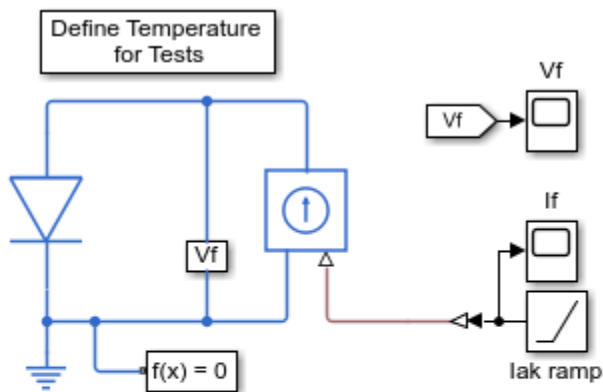 Define Temperature
for Tests
Vf
Vf
If
Vf
f(x) = 0
Iak ramp